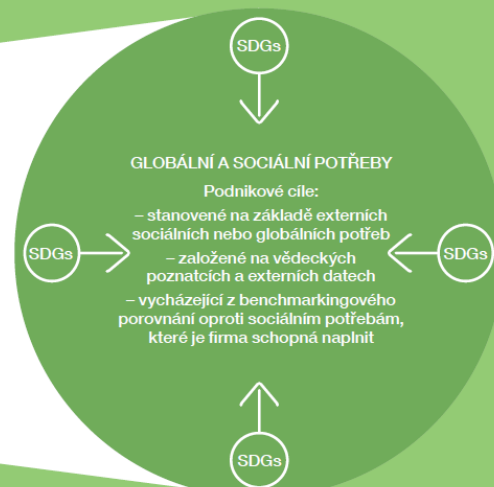 SDGs
GLOBÁLNÍ A SOCIÁLNÍ POTŘEBY
Podnikové cíle:
– stanovené na základě externích
sociálních nebo globálních potřeb
– založené na vědeckých
poznatcích a externích datech
– vycházející z benchmarkingového
porovnání oproti sociálním potřebám,
které je firma schopná naplnit
SDGs
SDGs
SDGs